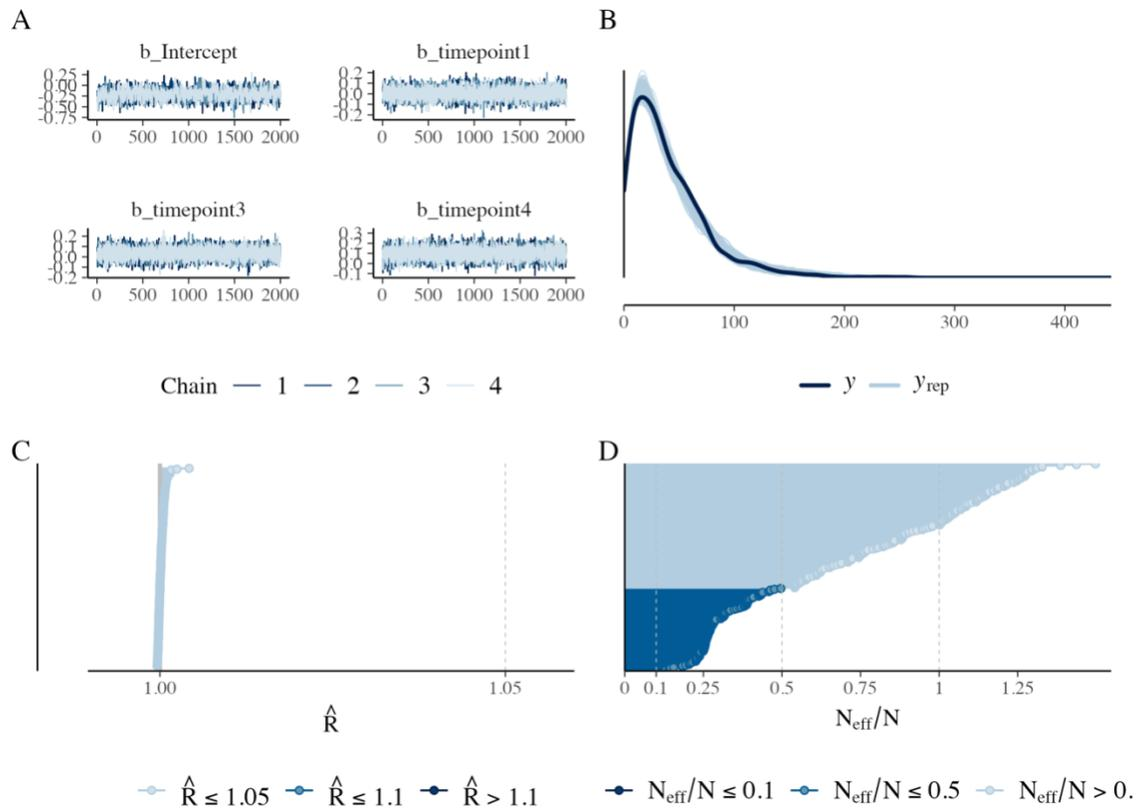 A
B
b_Intercept
b_timepoint1
0.25
0.00
-0.25
-0.50
-0.75
0 500 1000 1500 2000
0.2
0.1
0.0
-0.1
-0.2
0 500 1000 1500 2000
b_timepoint3
b_timepoint4
0.2
0.1
0.0
-0.1
-0.2
0 500 1000 1500 2000
0.3
0.2
0.1
0.0
-0.1
0 500 1000 1500 2000
0 100 200 300 400
Chain 1 2 3 4
y yrep
C
D
1.00 1.05
R̂
0 0.1 0.25 0.5 0.75 1 1.25
Neff/N
R̂ ≤ 1.05 R̂ ≤ 1.1 R̂ > 1.1
Neff/N ≤ 0.1 Neff/N ≤ 0.5 Neff/N > 0.